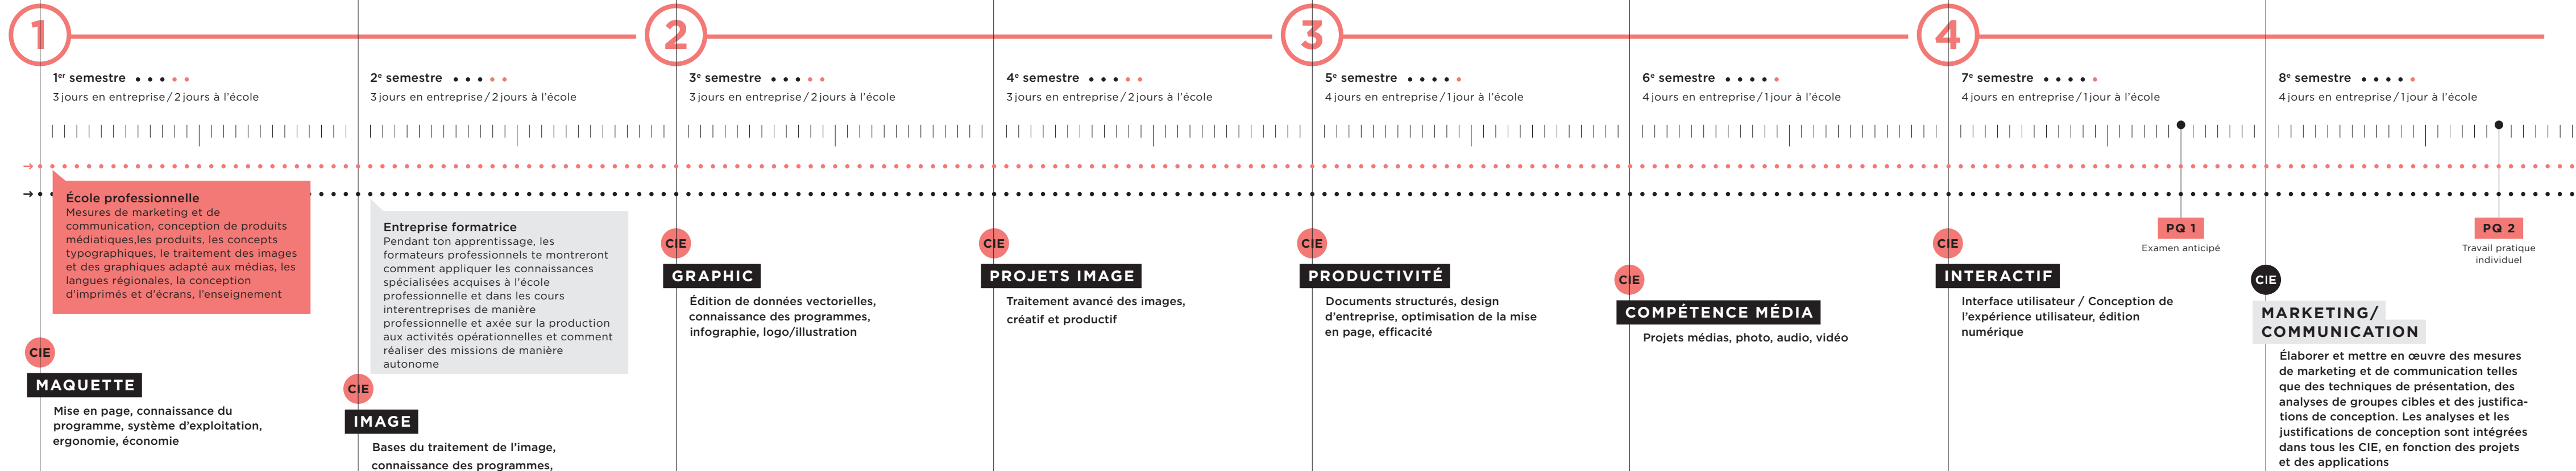 1
2
3
4
1er semestre
3 jours en entreprise / 2 jours à l'école
2e semestre
3 jours en entreprise / 2 jours à l'école
3e semestre
3 jours en entreprise / 2 jours à l'école
4e semestre
3 jours en entreprise / 2 jours à l'école
5e semestre
4 jours en entreprise / 1 jour à l'école
6e semestre
4 jours en entreprise / 1 jour à l'école
7e semestre
4 jours en entreprise / 1 jour à l'école
8e semestre
4 jours en entreprise / 1 jour à l'école
École professionnelle
Mesures de marketing et de
communication, conception de produits
médiatiques,les produits, les concepts
typographiques, le traitement des images
et des graphiques adapté aux médias, les
langues régionales, la conception
d'imprimés et d'écrans, l'enseignement
CIE
MAQUETTE
Mise en page, connaissance du
programme, système d'exploitation,
ergonomie, économie
Entreprise formatrice
Pendant ton apprentissage, les
formateurs professionnels te montreront
comment appliquer les connaissances
spécialisées acquises à l'école
professionnelle et dans les cours
interentreprises de manière
professionnelle et axée sur la production
aux activités opérationnelles et comment
réaliser des missions de manière
autonome
CIE
IMAGE
Bases du traitement de l'image,
connaissance des programmes,
CIE
GRAPHIC
Édition de données vectorielles,
connaissance des programmes,
infographie, logo/illustration
CIE
PROJETS IMAGE
Traitement avancé des images,
créatif et productif
CIE
PRODUCTIVITÉ
Documents structurés, design
d'entreprise, optimisation de la mise
en page, efficacité
CIE
COMPÉTENCE MÉDIA
Projets médias, photo, audio, vidéo
CIE
INTERACTIF
Interface utilisateur / Conception de
l'expérience utilisateur, édition
numérique
PQ 1
Examen anticipé
CIE
MARKETING/
COMMUNICATION
Élaborer et mettre en œuvre des mesures
de marketing et de communication telles
que des techniques de présentation, des
analyses de groupes cibles et des justifica-
tions de conception. Les analyses et les
justifications de conception sont intégrées
dans tous les CIE, en fonction des projets
et des applications
PQ 2
Travail pratique
individuel